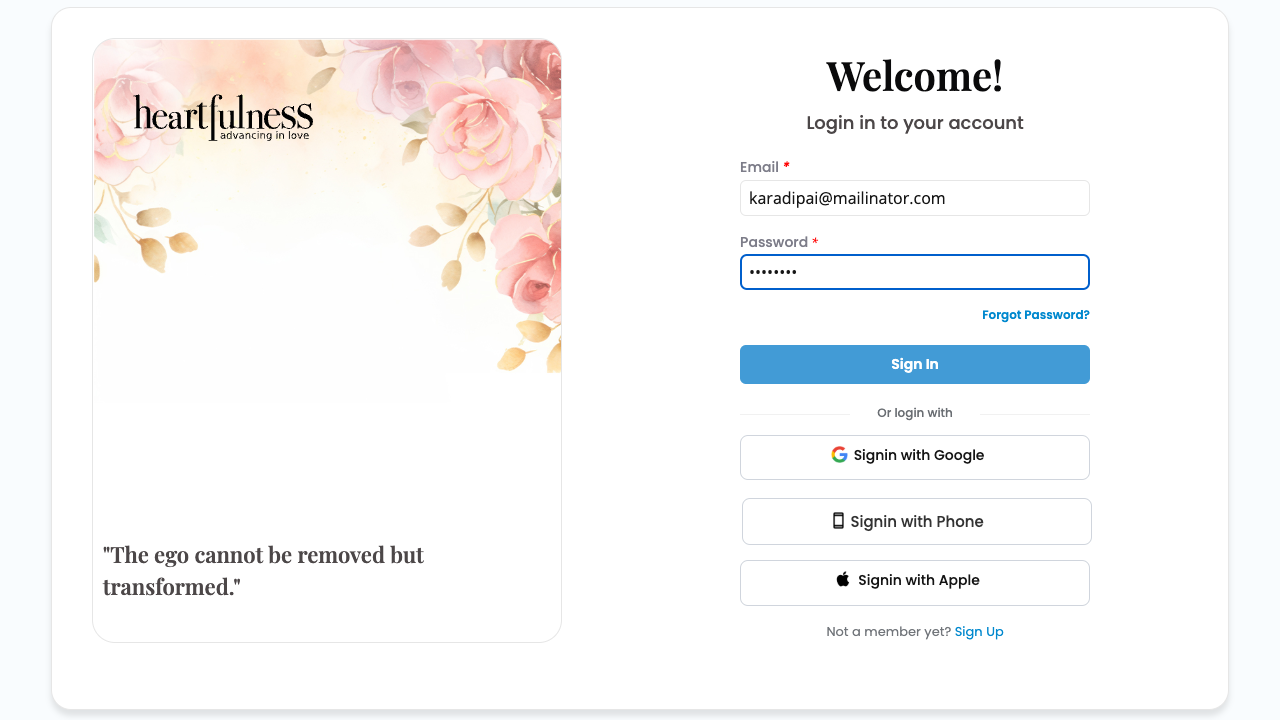 heartfulness
advancing in love
"The ego cannot be removed but
transformed."
Welcome!
Login in to your account
Email *
karadipai@mailinator.com
Password *
••••••••
Forgot Password?
Sign In
Or login with
Signin with Google
Signin with Phone
Signin with Apple
Not a member yet? Sign Up